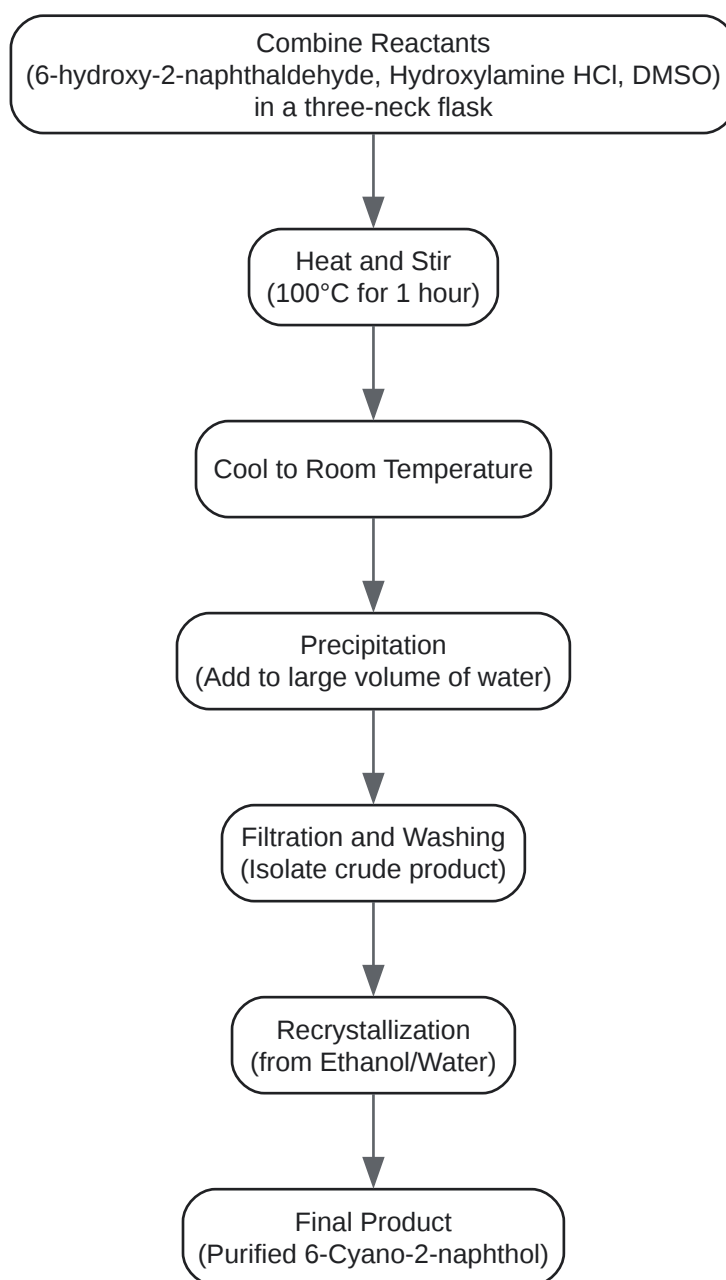 Combine Reactants
(6-hydroxy-2-naphthaldehyde, Hydroxylamine HCl, DMSO)
in a three-neck flask
Heat and Stir
(100°C for 1 hour)
Cool to Room Temperature
Precipitation
(Add to large volume of water)
Filtration and Washing
(Isolate crude product)
Recrystallization
(from Ethanol/Water)
Final Product
(Purified 6-Cyano-2-naphthol)